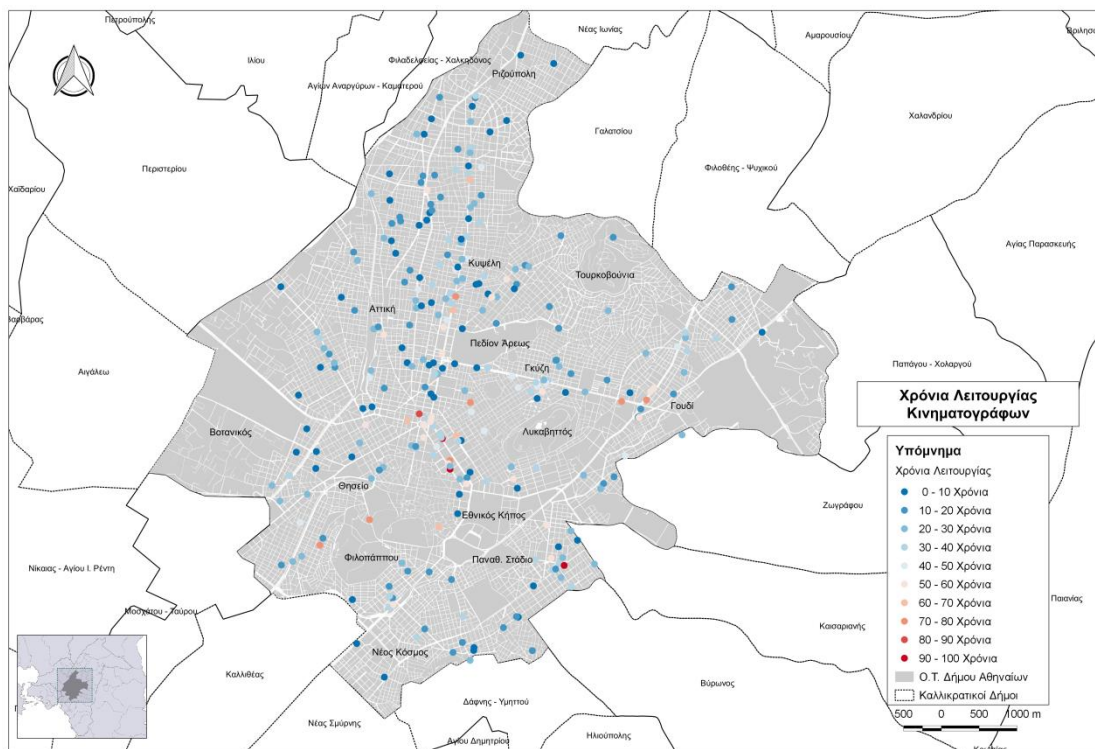 Πετρούπολης
Νέας Ιωνίας
Αμαρουσίου
Ιλίου
Φιλαδελφείας - Χαλκηδόνος
Ριζούπολη
Αγίων Αναργύρων - Καματερού
Γαλατσίου
Χαλανδρίου
Περιστερίου
Φιλοθέης - Ψυχικού
Χαϊδαρίου
Αγίας Παρασκευής
Κυψέλη
Τουρκοβούνια
Αττική
Πεδίον Άρεως
Γκύζη
Αιγάλεω
Παπάγου - Χολαργού
Γουδί
Βοτανικός
Λυκαβηττός
Θησείο
Εθνικός Κήπος
Ζωγράφου
Φιλοπάππου
Παναθ. Στάδιο
Νίκαιας - Αγίου Ι. Ρέντη
Μοσχάτου - Ταύρου
Παιανίας
Καισαριανής
Νέος Κόσμος
Καλλιθέας
Βύρωνος
Δάφνης - Υμηττού
Νέας Σμύρνης
Ηλιούπολης
Αγίου Δημητρίου
Χρόνια Λειτουργίας
Κινηματογράφων
Υπόμνημα
Χρόνια Λειτουργίας
0 - 10 Χρόνια
10 - 20 Χρόνια
20 - 30 Χρόνια
30 - 40 Χρόνια
40 - 50 Χρόνια
50 - 60 Χρόνια
60 - 70 Χρόνια
70 - 80 Χρόνια
80 - 90 Χρόνια
90 - 100 Χρόνια
Ο.Τ. Δήμου Αθηναίων
Καλλικρατικοί Δήμοι
500 0 500 1000 m